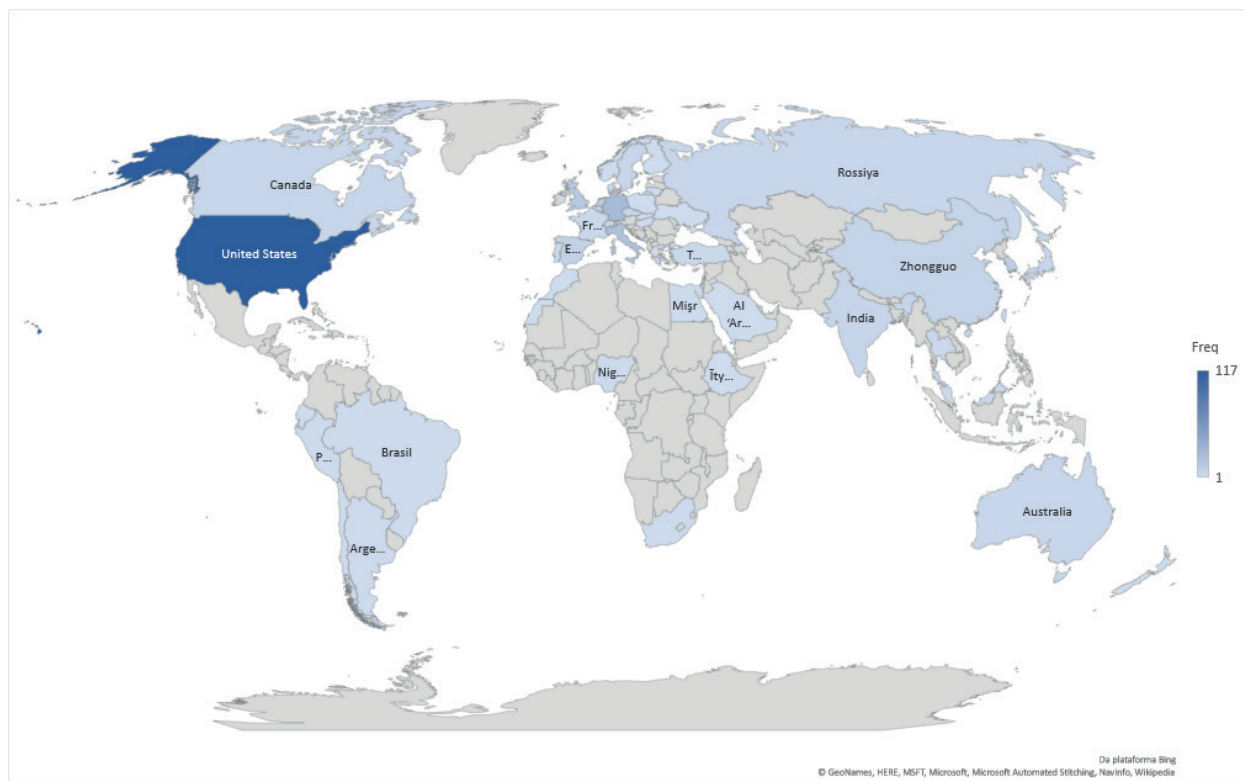 Canada
Rossiya
United States
Fr...
E...
T...
Zhongguo
Mişr
Al
‘Ar...
India
Nig...
Īty...
Brasil
P...
Australia
Arge...
Freq
117
1
Da plataforma Bing
© GeoNames, HERE, MSFT, Microsoft, Microsoft Automated Stitching, NavInfo, Wikipedia